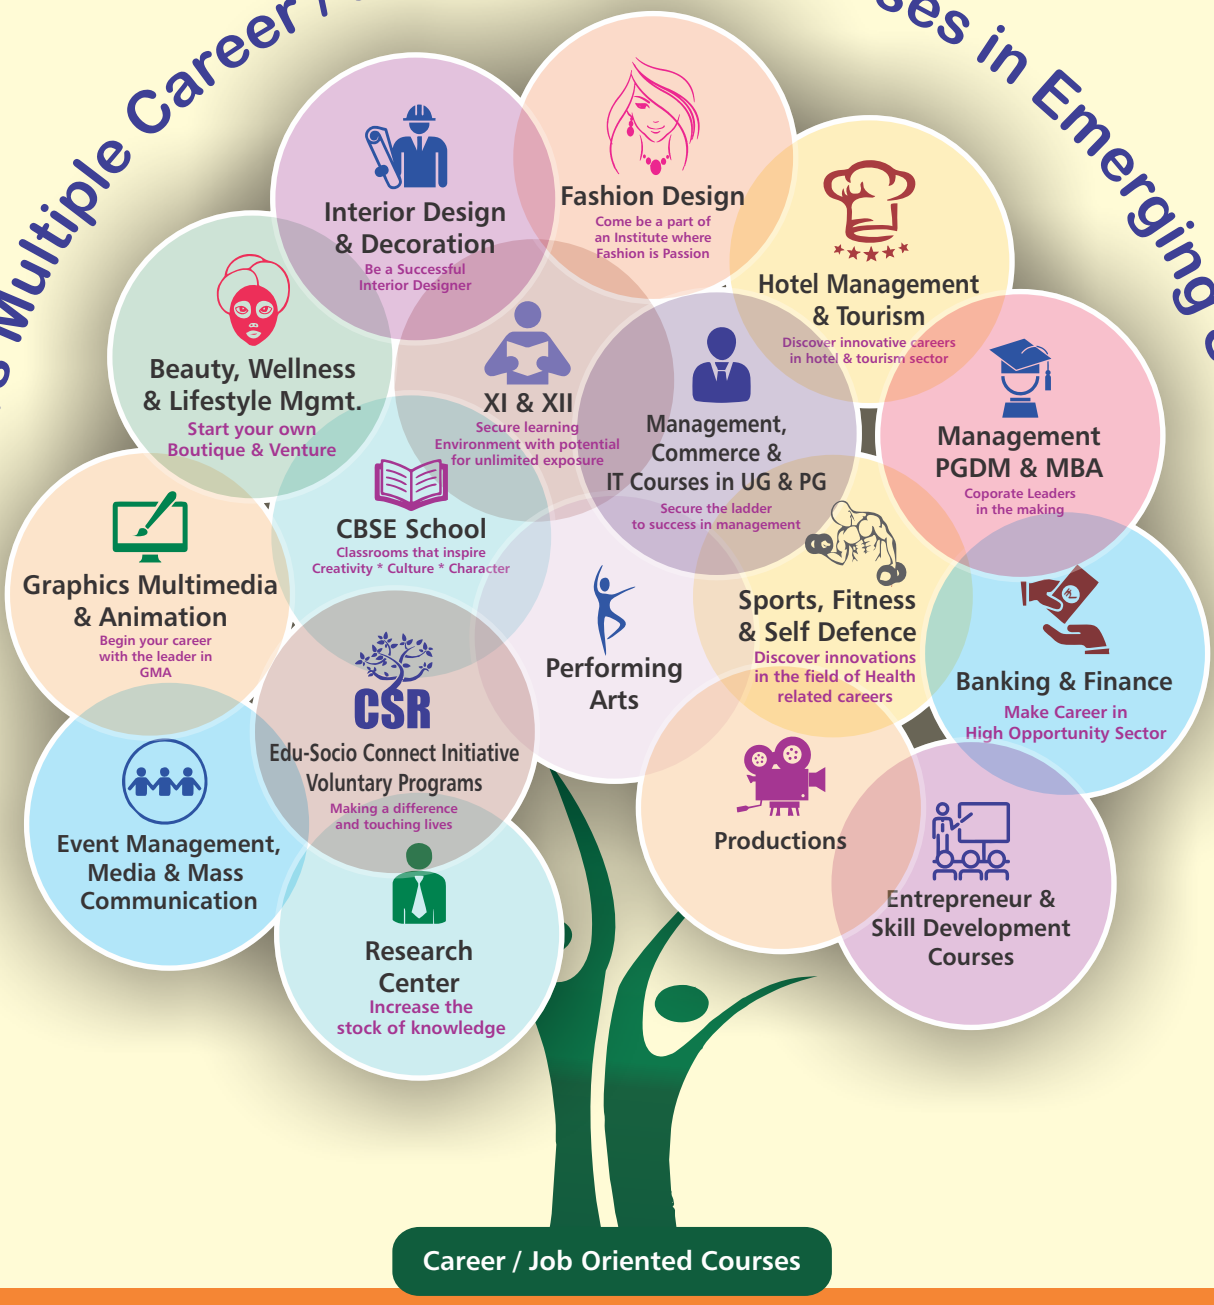 Multiple Career /
in Emerging
Interior Design
& Decoration
Be a Successful
Interior Designer
Fashion Design
Come be a part of
an Institute where
Fashion is Passion
Hotel Management
& Tourism
Discover innovative careers
in hotel & tourism sector
Beauty, Wellness
& Lifestyle Mgmt.
Start your own
Boutique & Venture
XI & XII
Secure learning
Environment with potential
for unlimited exposure
Management,
Commerce &
IT Courses in UG & PG
Secure the ladder
to success in management
Management
PGDM & MBA
Coporate Leaders
in the making
Graphics Multimedia
& Animation
Begin your career
with the leader in
GMA
CBSE School
Classrooms that inspire
Creativity * Culture * Character
Performing
Arts
Sports, Fitness
& Self Defence
Discover innovations
in the field of Health
related careers
Banking & Finance
Make Career in
High Opportunity Sector
CSR
Edu-Socio Connect Initiative
Voluntary Programs
Making a difference
and touching lives
Event Management,
Media & Mass
Communication
Research
Center
Increase the
stock of knowledge
Productions
Entrepreneur &
Skill Development
Courses
Career / Job Oriented Courses